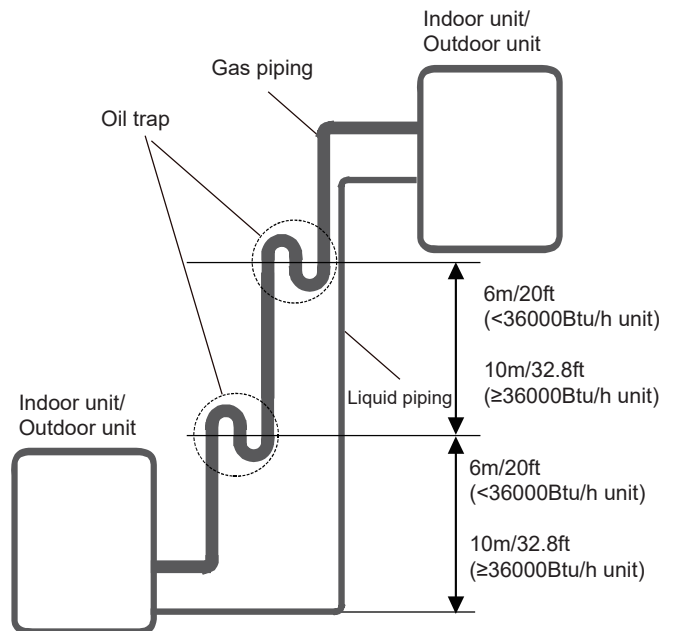 Indoor unit/
Outdoor unit
Gas piping
Oil trap
6m/20ft
(<36000Btu/h unit)
10m/32.8ft
(≥36000Btu/h unit)
Liquid piping
Indoor unit/
Outdoor unit
6m/20ft
(<36000Btu/h unit)
10m/32.8ft
(≥36000Btu/h unit)